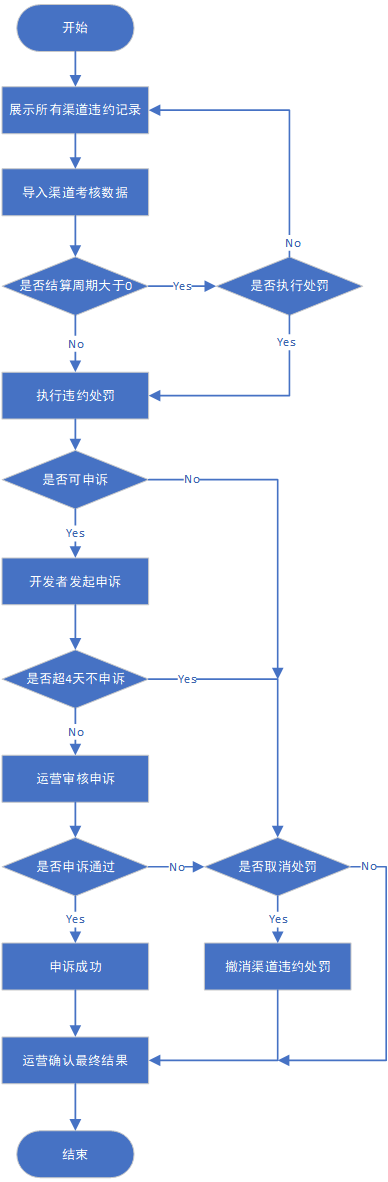 开始
展示所有渠道违约记录
导入渠道考核数据
No
是否结算周期大于0
Yes
是否执行处罚
No
Yes
执行违约处罚
是否可申诉
No
Yes
开发者发起申诉
是否超4天不申诉
Yes
No
运营审核申诉
是否申诉通过
No
是否取消处罚
No
Yes
Yes
申诉成功
撤消渠道违约处罚
运营确认最终结果
结束